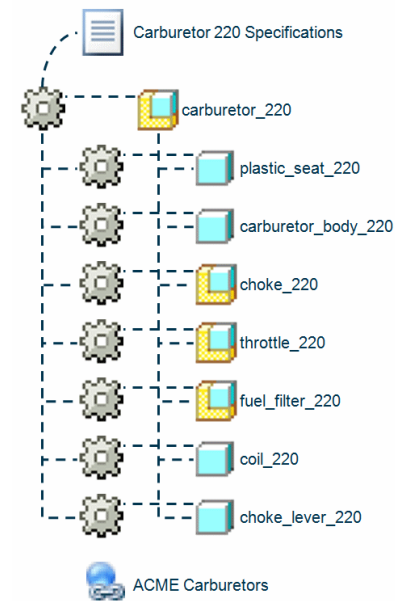 Carburetor 220 Specifications
carburetor_220
plastic_seat_220
carburetor_body_220
choke_220
throttle_220
fuel_filter_220
coil_220
choke_lever_220
ACME Carburetors